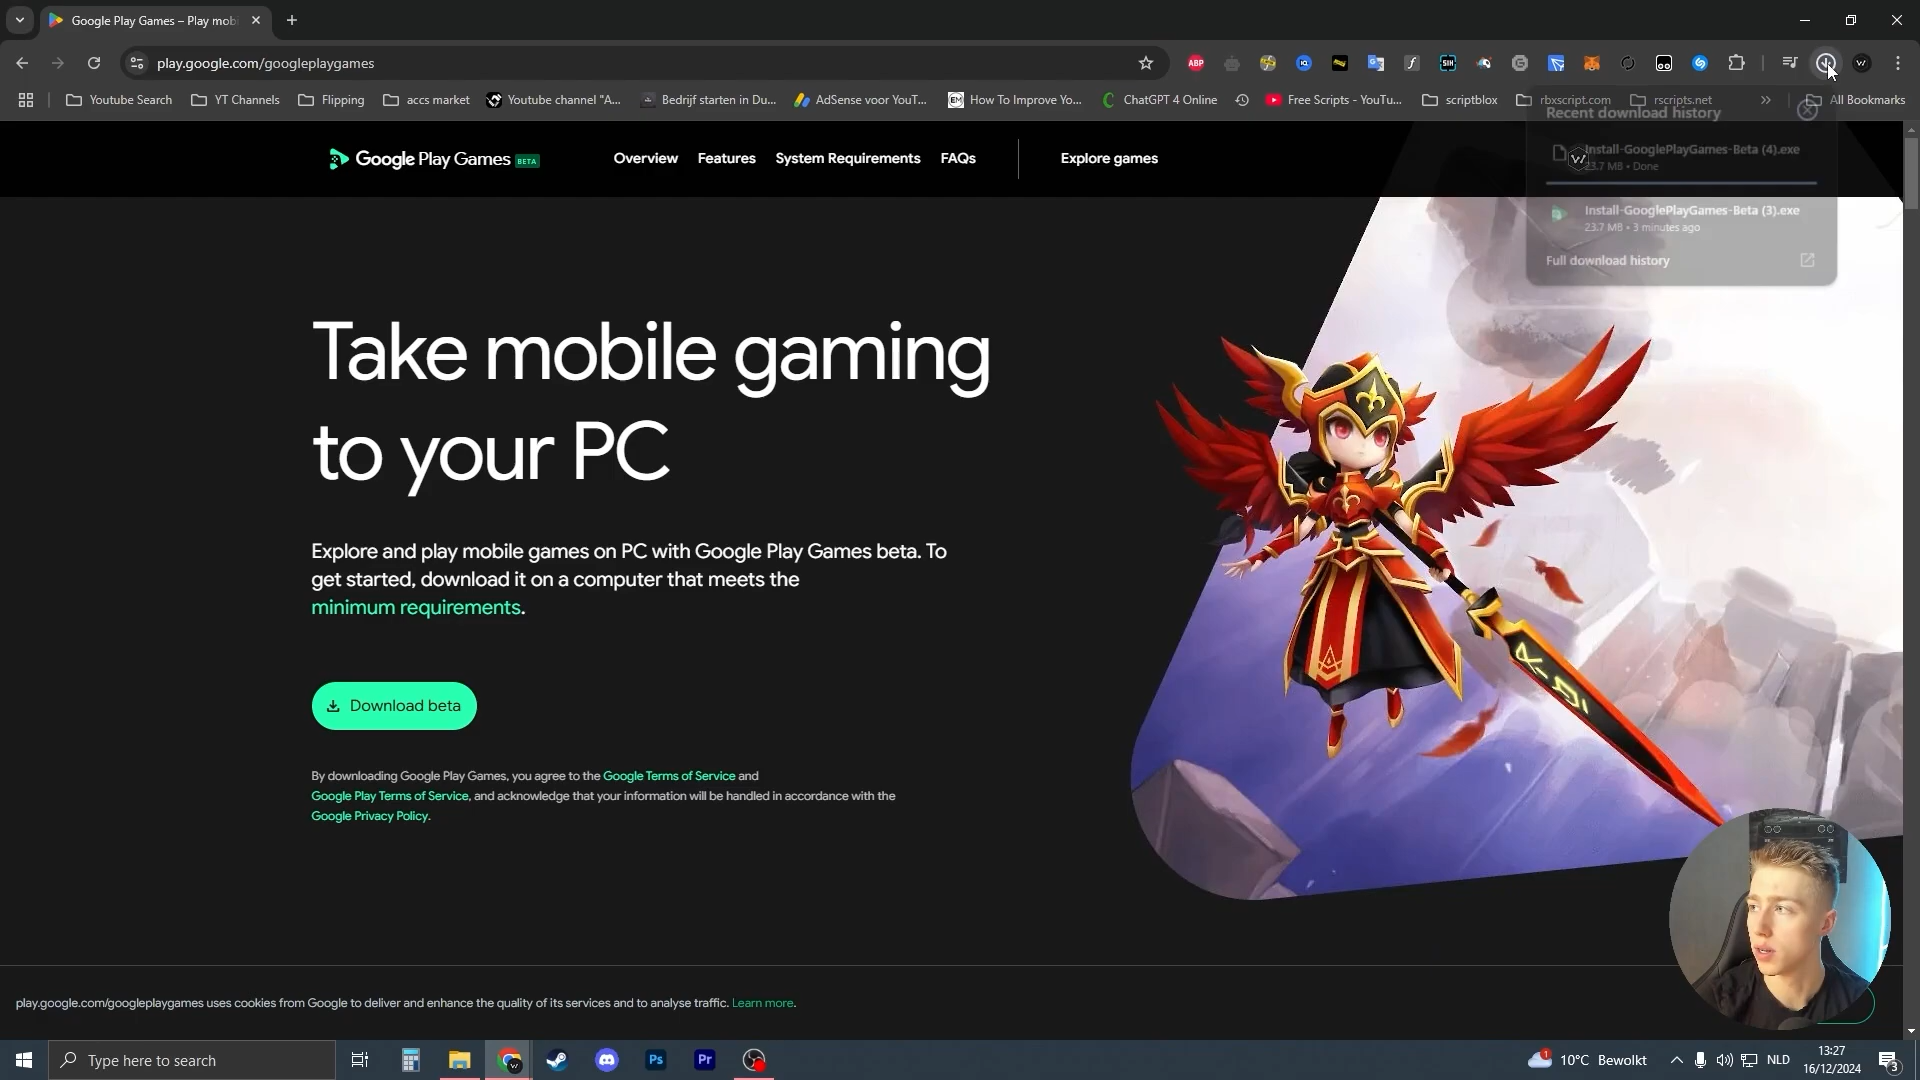 Google Play Games – Play mobi
play.google.com/googleplaygames
ABP
SIH
Youtube Search
YT Channels
Flipping
accs market
Youtube channel "A...
Bedrijf starten in Du...
AdSense voor YouT...
EM
How To Improve Yo...
ChatGPT 4 Online
Free Scripts - YouTu...
scriptblox
rbxscript.com
rscripts.net
All Bookmarks
Recent download history
Install-GooglePlayGames-Beta (4).exe
23.7 MB • Done
Install-GooglePlayGames-Beta (3).exe
23.7 MB • 3 minutes ago
Full download history
Google Play Games BETA
Overview
Features
System Requirements
FAQs
Explore games
Take mobile gaming
to your PC
Explore and play mobile games on PC with Google Play Games beta. To
get started, download it on a computer that meets the
minimum requirements.
Download beta
By downloading Google Play Games, you agree to the Google Terms of Service and
Google Play Terms of Service, and acknowledge that your information will be handled in accordance with the
Google Privacy Policy.
play.google.com/googleplaygames uses cookies from Google to deliver and enhance the quality of its services and to analyse traffic. Learn more.
Type here to search
Ps
Pr
1
10°C Bewolkt
NLD
13:27
16/12/2024
3